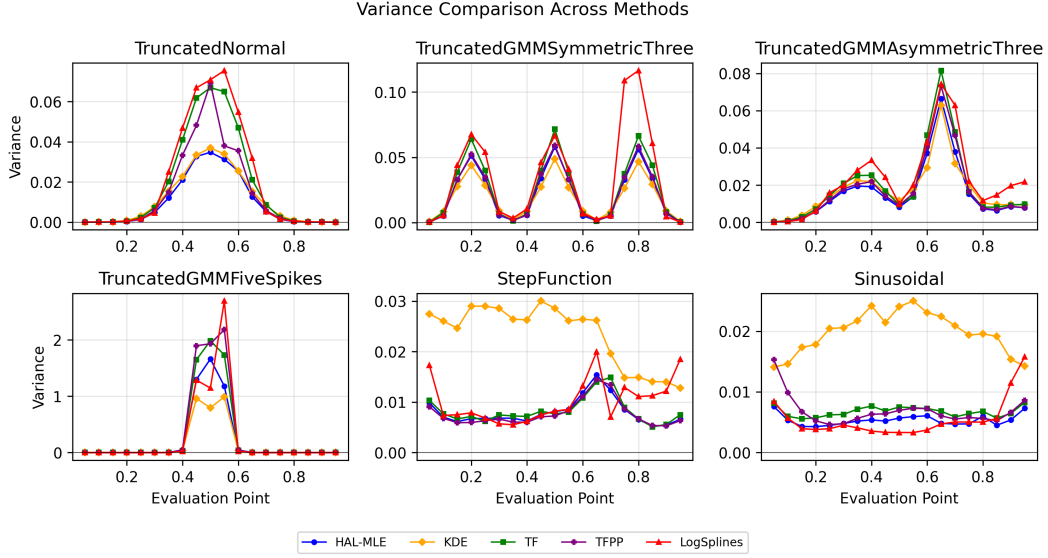 Variance Comparison Across Methods
TruncatedNormal
TruncatedGMMSymmetricThree
TruncatedGMMAsymmetricThree
Variance
0.06
0.04
0.02
0.00
0.2 0.4 0.6 0.8
0.10
0.05
0.00
0.2 0.4 0.6 0.8
0.08
0.06
0.04
0.02
0.00
0.2 0.4 0.6 0.8
TruncatedGMMFiveSpikes
StepFunction
Sinusoidal
Variance
2
1
0
0.2 0.4 0.6 0.8
Evaluation Point
0.03
0.02
0.01
0.00
0.2 0.4 0.6 0.8
Evaluation Point
0.02
0.01
0.00
0.2 0.4 0.6 0.8
Evaluation Point
HAL-MLE KDE TF TFPP LogSplines